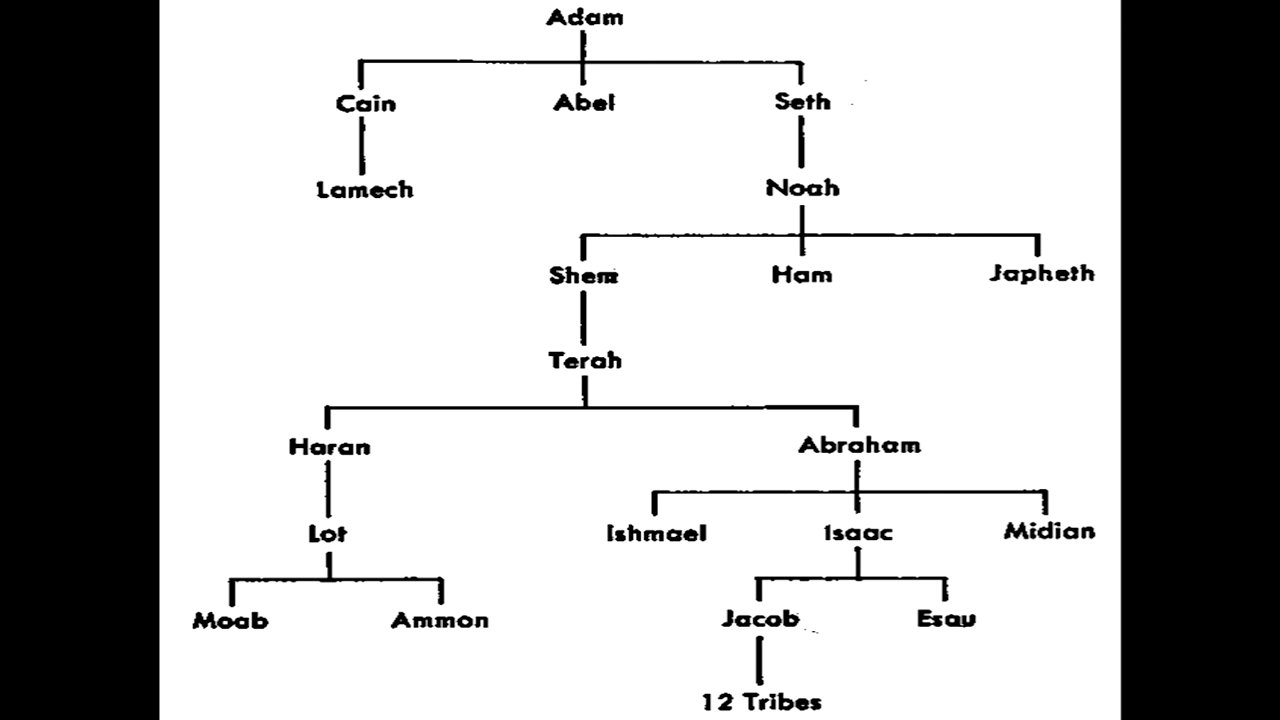 Adam
Cain Abel Seth
Lamech Noah
Shem Ham Japheth
Terah
Haran Abraham
Lot Ishmael Isaac Midian
Moab Ammon Jacob Esau
12 Tribes